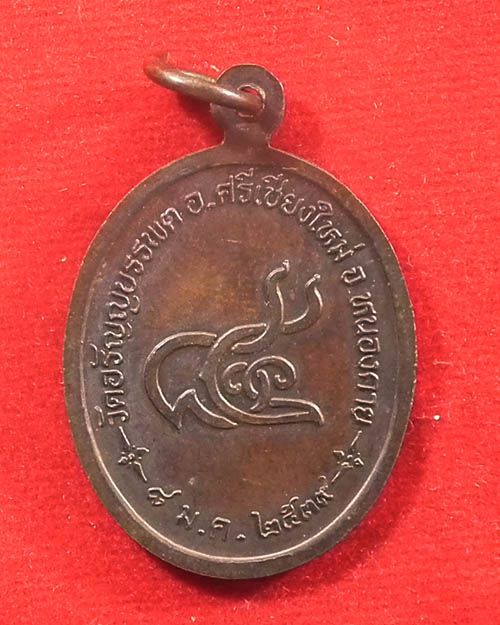 วัดอรัญญบรรพต อ.ศรีเชียงใหม่ จ.หนองคาย
๘ ม.ค. ๒๕๓๙